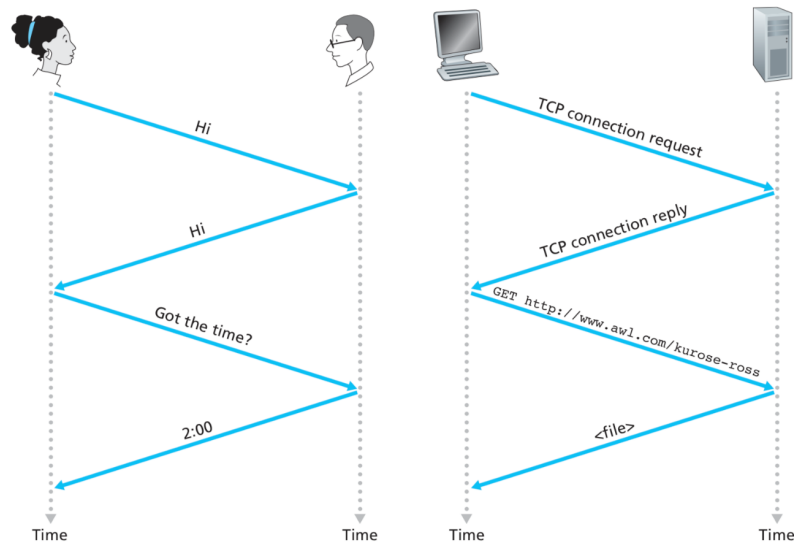 Hi
Hi
Got the time?
2:00
Time
Time
TCP connection request
TCP connection reply
GET http://www.awl.com/kurose-ross
<file>
Time
Time